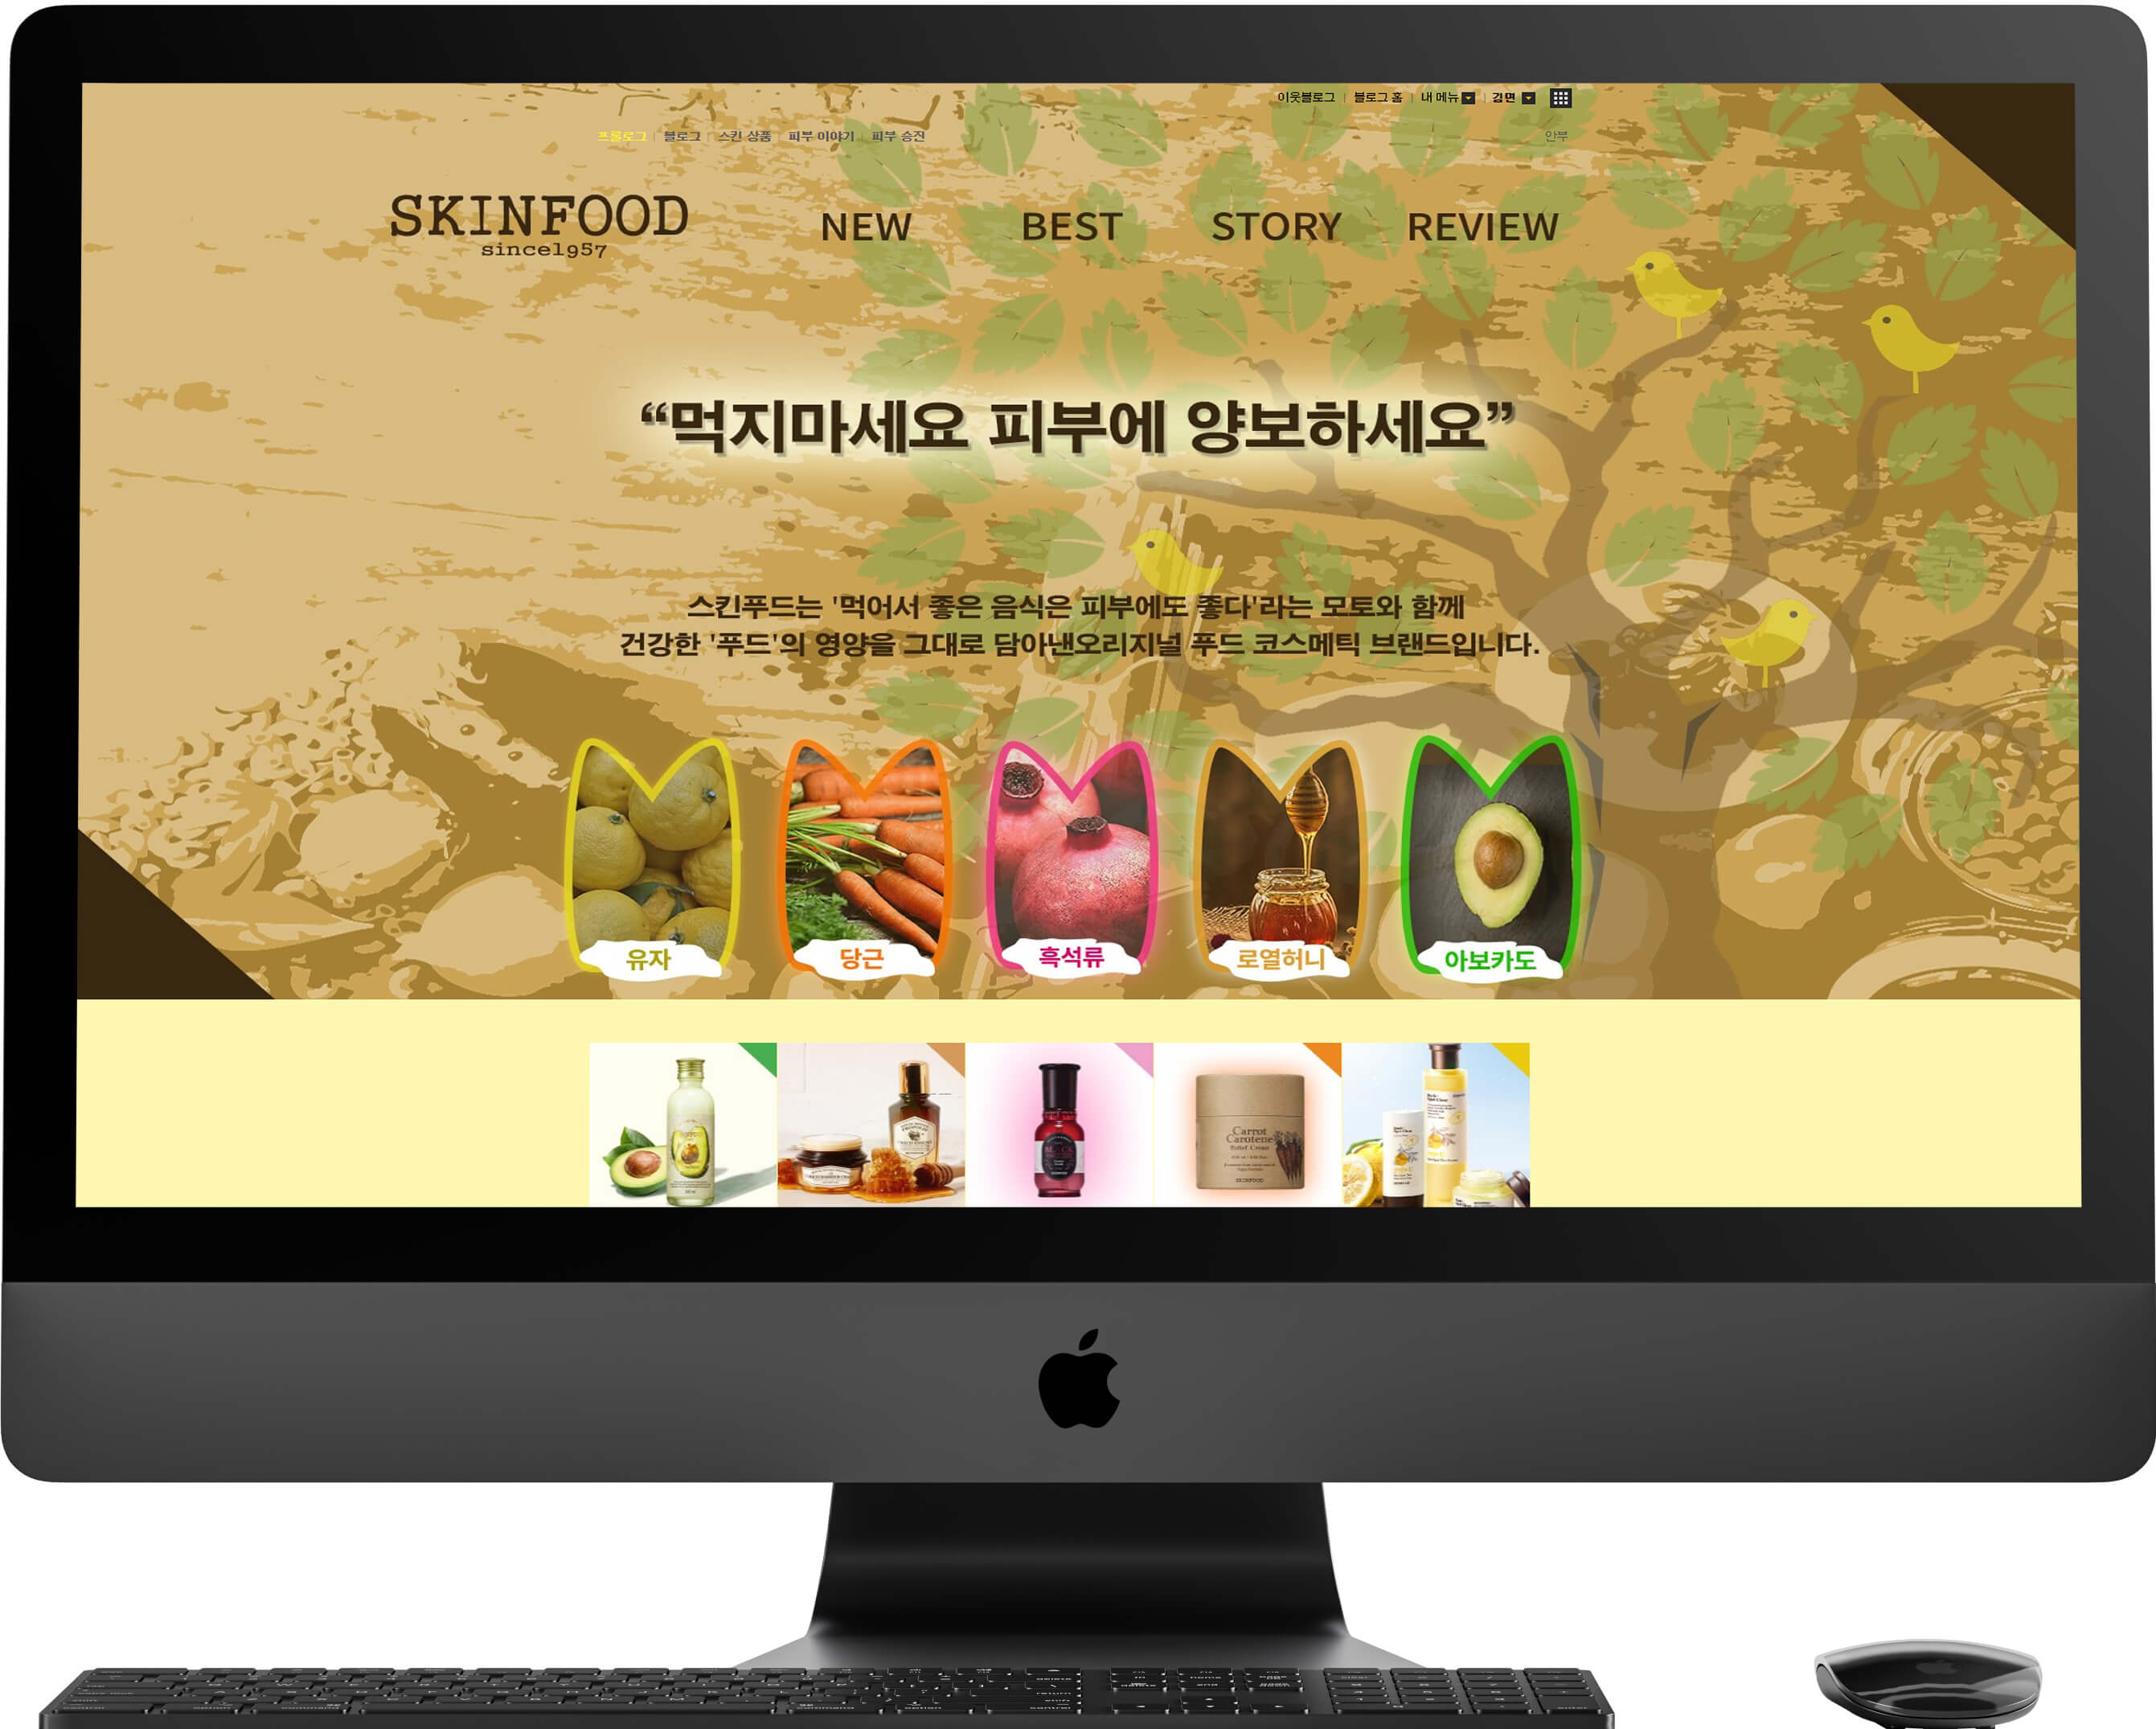 이웃블로그 | 블로그 홈 | 내 메뉴 | 김면
프롤로그 | 블로그 | 스킨 상품 | 피부 이야기 | 피부 승진
안부
SKINFOOD
since1957
NEW BEST STORY REVIEW
“먹지마세요 피부에 양보하세요”
스킨푸드는 '먹어서 좋은 음식은 피부에도 좋다'라는 모토와 함께
건강한 '푸드'의 영양을 그대로 담아낸오리지널 푸드 코스메틱 브랜드입니다.
유자
당근
흑석류
로열허니
아보카도
PROPOLIS
Carrot
Carotene
Relief Cream
SKINFOOD